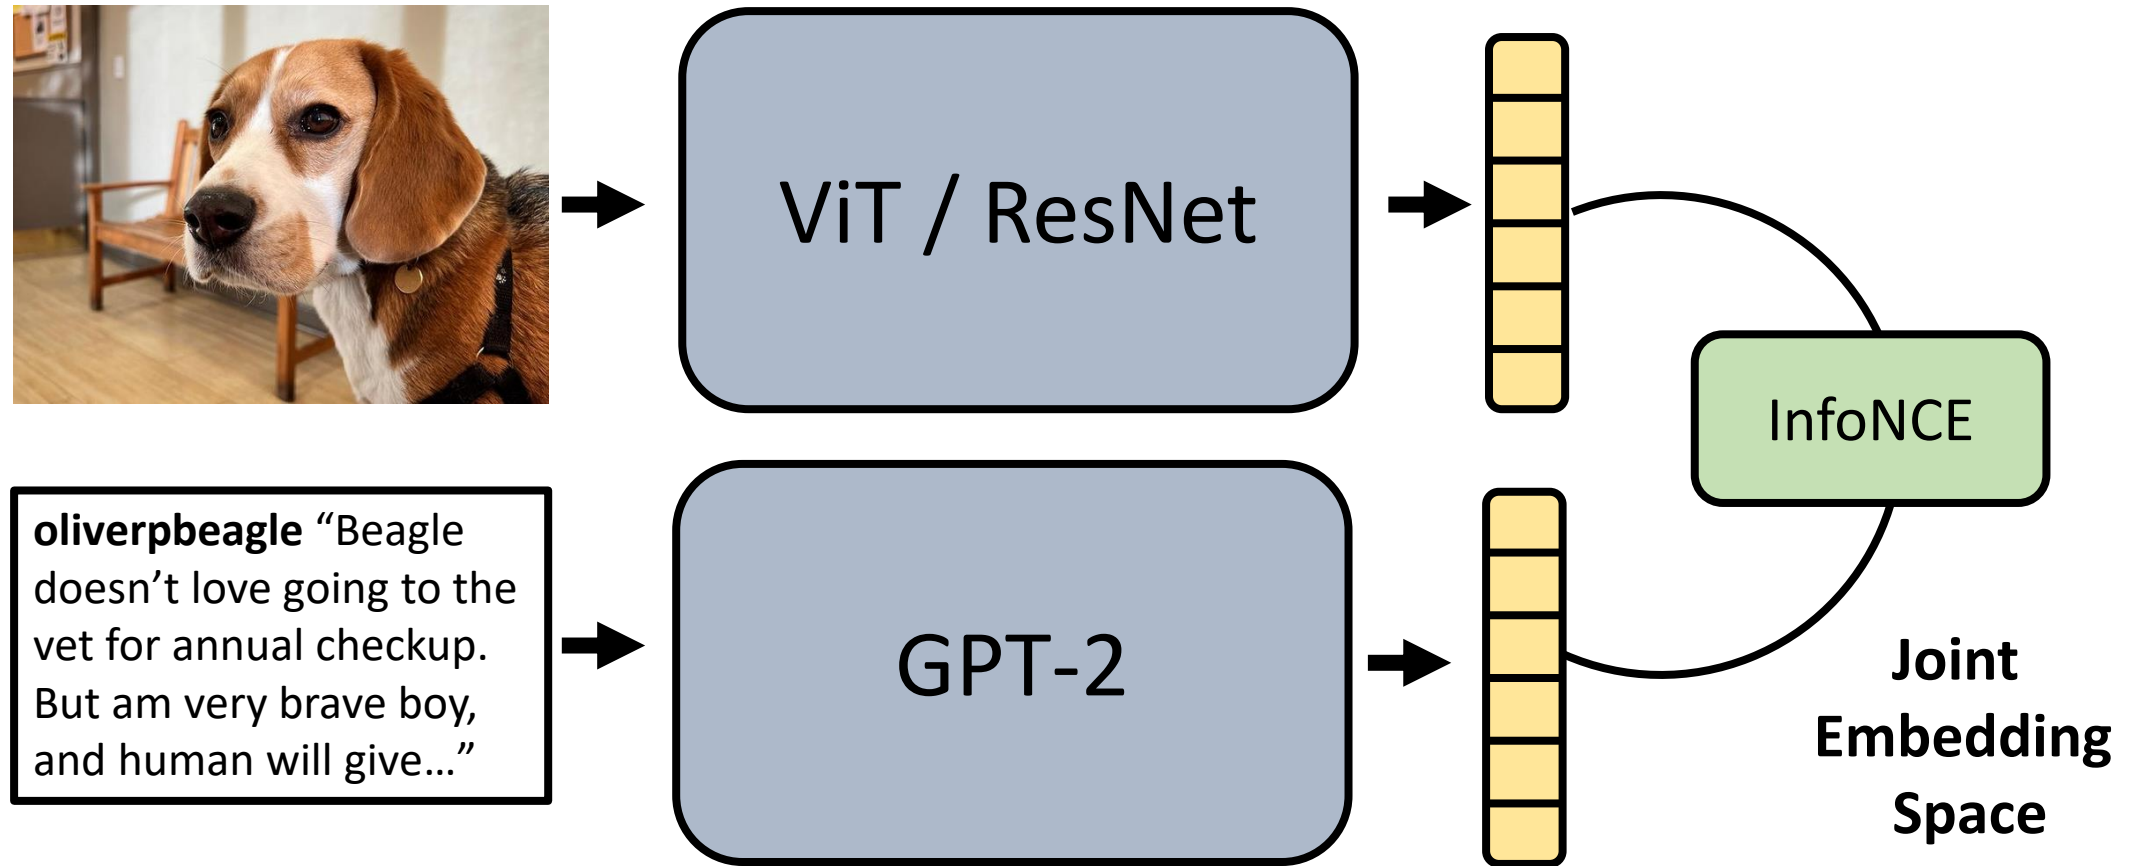 ViT / ResNet
InfoNCE
oliverpbeagle “Beagle
doesn’t love going to the
vet for annual checkup.
But am very brave boy,
and human will give…”
GPT-2
Joint
Embedding
Space